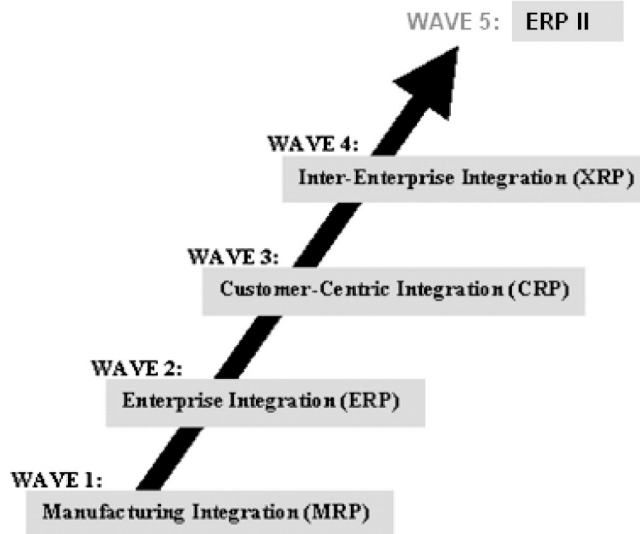 WAVE 5: ERP II
WAVE 4:
Inter-Enterprise Integration (XRP)
WAVE 3:
Customer-Centric Integration (CRP)
WAVE 2:
Enterprise Integration (ERP)
WAVE 1:
Manufacturing Integration (MRP)